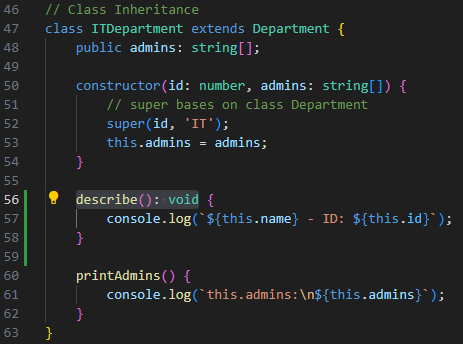 46
47 class ITDepartment extends Department {
48 public admins: string[];
49
50 constructor(id: number, admins: string[]) {
51 // super bases on class Department
52 super(id, 'IT');
53 this.admins = admins;
54 }
55
56 describe(): void {
57 console.log(`${this.name} - ID: ${this.id}`);
58 }
59
60 printAdmins() {
61 console.log(`this.admins:\n${this.admins}`);
62 }
63 }